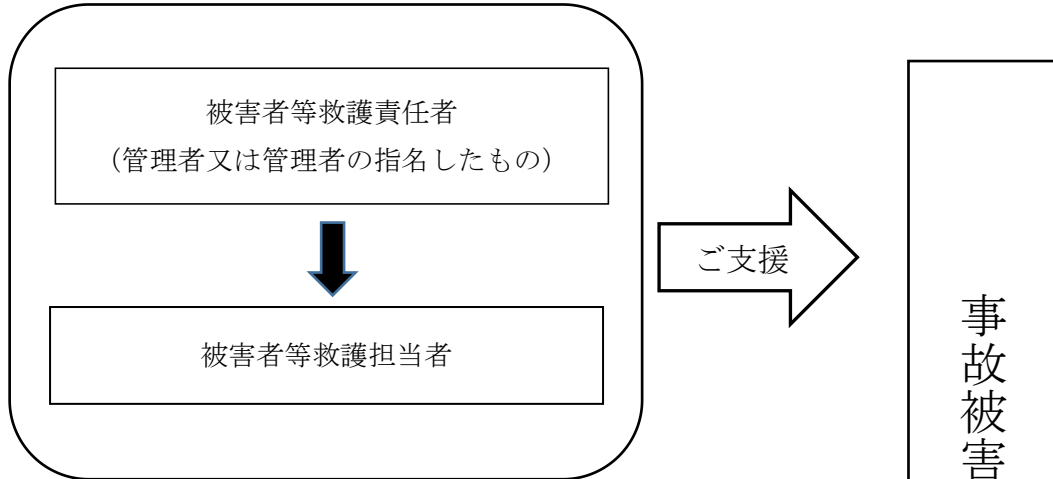 被害者等救護責任者
（管理者又は管理者の指名したもの）
被害者等救護担当者
ご支援
事故被害